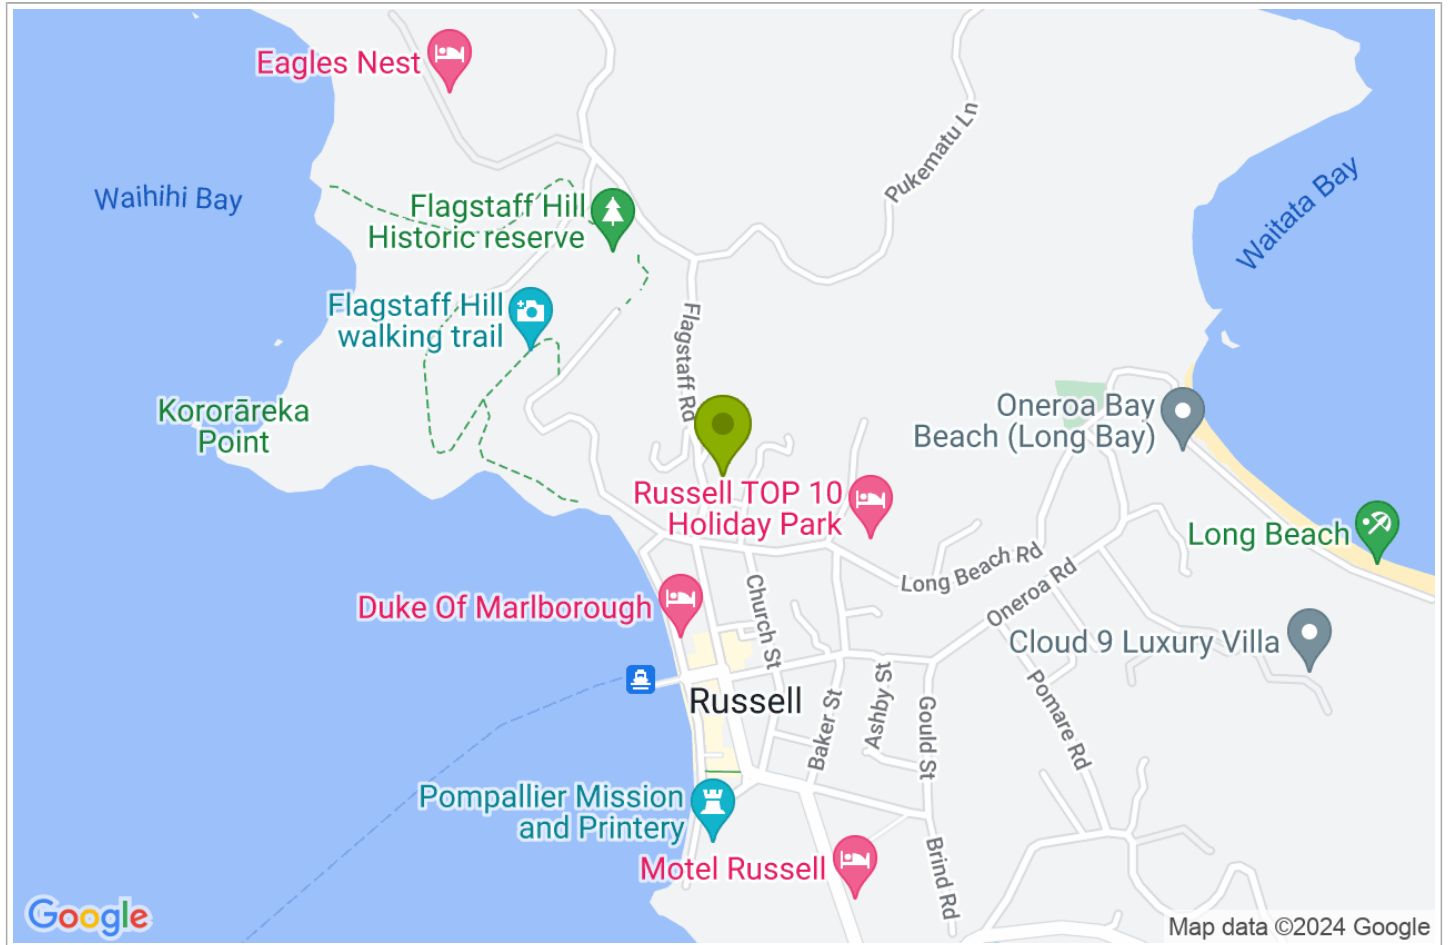 Eagles Nest
Pukematu Ln
Waihihi Bay
Waitata Bay
Flagstaff Hill
Historic reserve
Flagstaff Hill
walking trail
Flagstaff Rd
Kororāreka
Point
Oneroa Bay
Beach (Long Bay)
Russell TOP 10
Holiday Park
Long Beach
Long Beach Rd
Oneroa Rd
Duke Of Marlborough
Church St
Cloud 9 Luxury Villa
Russell
Baker St
Ashby St
Gould St
Pomare Rd
Pompallier Mission
and Printery
Motel Russell
Brind Rd
Google
Map data ©2024 Google